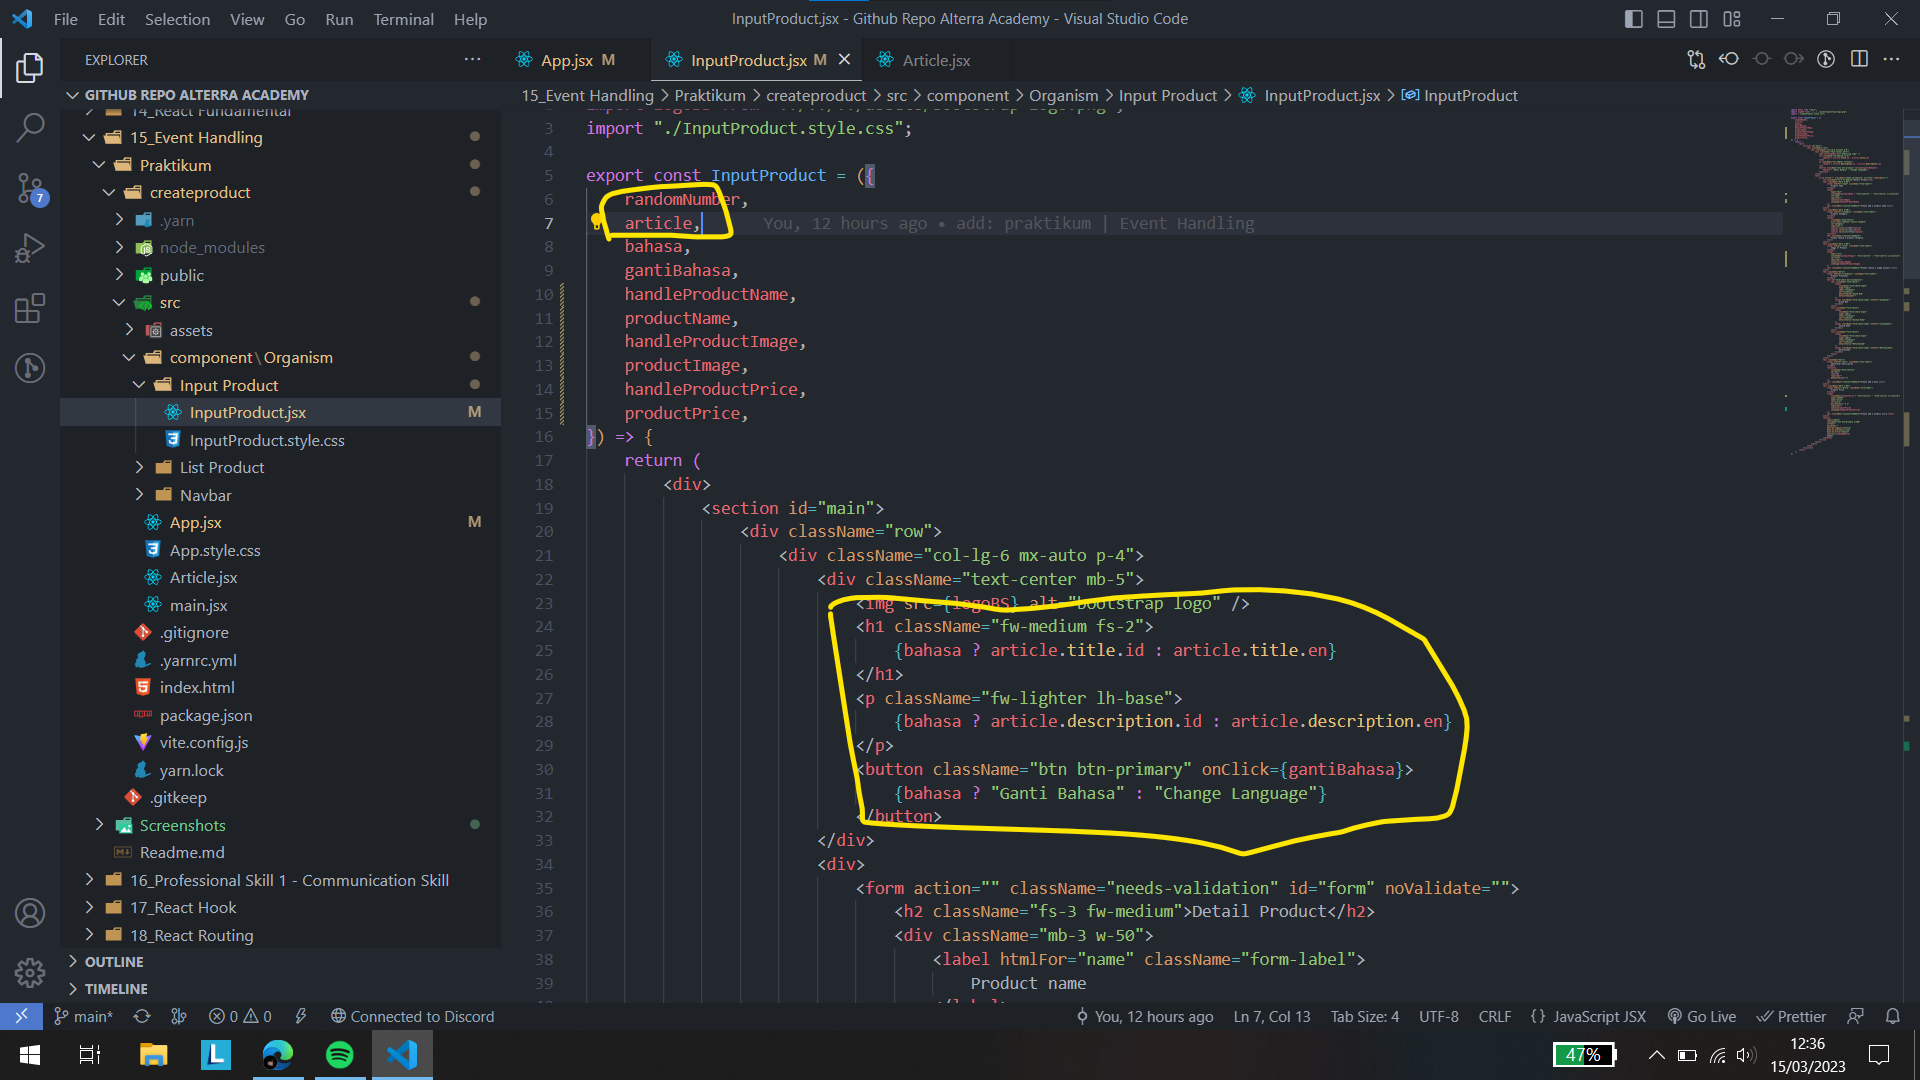 File Edit Selection View Go Run Terminal Help
InputProduct.jsx - Github Repo Alterra Academy - Visual Studio Code
EXPLORER
App.jsx M
InputProduct.jsx M
Article.jsx
GITHUB REPO ALTERRA ACADEMY
14_React Fundamental
15_Event Handling
Praktikum
createproduct
.yarn
node_modules
public
src
assets
component\Organism
Input Product
InputProduct.jsx M
InputProduct.style.css
List Product
Navbar
App.jsx M
App.style.css
Article.jsx
main.jsx
.gitignore
.yarnrc.yml
index.html
package.json
vite.config.js
yarn.lock
.gitkeep
Screenshots
Readme.md
16_Professional Skill 1 - Communication Skill
17_React Hook
18_React Routing
OUTLINE
TIMELINE
7
15_Event Handling > Praktikum > createproduct > src > component > Organism > Input Product > InputProduct.jsx > InputProduct
3 import "./InputProduct.style.css";
4
5 export const InputProduct = ({
6 randomNumber,
7 article, You, 12 hours ago • add: praktikum | Event Handling
8 bahasa,
9 gantiBahasa,
10 handleProductName,
11 productName,
12 handleProductImage,
13 productImage,
14 handleProductPrice,
15 productPrice,
16 }) => {
17 return (
18 <div>
19 <section id="main">
20 <div className="row">
21 <div className="col-lg-6 mx-auto p-4">
22 <div className="text-center mb-5">
23 <img src={logoBS} alt="bootstrap logo" />
24 <h1 className="fw-medium fs-2">
25 {bahasa ? article.title.id : article.title.en}
26 </h1>
27 <p className="fw-lighter lh-base">
28 {bahasa ? article.description.id : article.description.en}
29 </p>
30 <button className="btn btn-primary" onClick={gantiBahasa}>
31 {bahasa ? "Ganti Bahasa" : "Change Language"}
32 </button>
33 </div>
34 <div>
35 <form action="" className="needs-validation" id="form" noValidate="">
36 <h2 className="fs-3 fw-medium">Detail Product</h2>
37 <div className="mb-3 w-50">
38 <label htmlFor="name" className="form-label">
39 Product name
main* 0 0 Connected to Discord
You, 12 hours ago Ln 7, Col 13 Tab Size: 4 UTF-8 CRLF {} JavaScript JSX Go Live Prettier
L
47%
12:36
15/03/2023